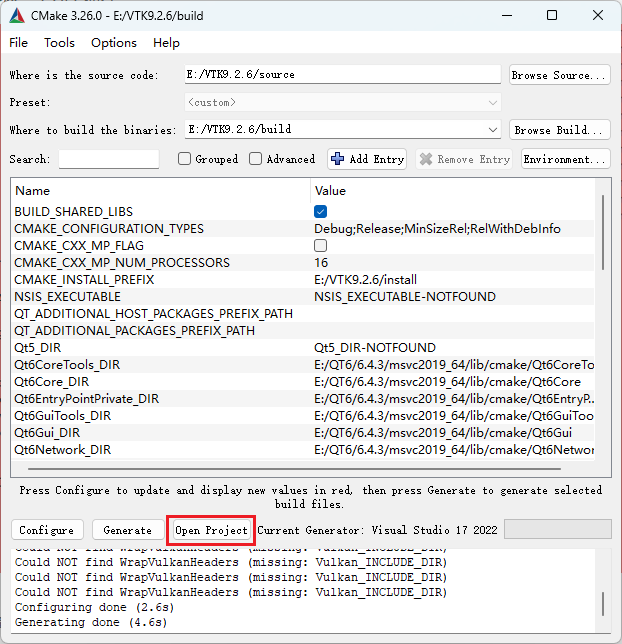 CMake 3.26.0 - E:/VTK9.2.6/build
File Tools Options Help
Where is the source code: E:/VTK9.2.6/source Browse Source...
Preset: <custom>
Where to build the binaries: E:/VTK9.2.6/build Browse Build...
Search: Grouped Advanced Add Entry Remove Entry Environment...
Name Value
BUILD_SHARED_LIBS
CMAKE_CONFIGURATION_TYPES Debug;Release;MinSizeRel;RelWithDebInfo
CMAKE_CXX_MP_FLAG
CMAKE_CXX_MP_NUM_PROCESSORS 16
CMAKE_INSTALL_PREFIX E:/VTK9.2.6/install
NSIS_EXECUTABLE NSIS_EXECUTABLE-NOTFOUND
QT_ADDITIONAL_HOST_PACKAGES_PREFIX_PATH
QT_ADDITIONAL_PACKAGES_PREFIX_PATH
Qt5_DIR Qt5_DIR-NOTFOUND
Qt6CoreTools_DIR E:/QT6/6.4.3/msvc2019_64/lib/cmake/Qt6CoreTo
Qt6Core_DIR E:/QT6/6.4.3/msvc2019_64/lib/cmake/Qt6Core
Qt6EntryPointPrivate_DIR E:/QT6/6.4.3/msvc2019_64/lib/cmake/Qt6EntryP...
Qt6GuiTools_DIR E:/QT6/6.4.3/msvc2019_64/lib/cmake/Qt6GuiToo
Qt6Gui_DIR E:/QT6/6.4.3/msvc2019_64/lib/cmake/Qt6Gui
Qt6Network_DIR E:/QT6/6.4.3/msvc2019_64/lib/cmake/Qt6Networ
Press Configure to update and display new values in red, then press Generate to generate selected
build files.
Configure Generate Open Project Current Generator: Visual Studio 17 2022
Could NOT find WrapVulkanHeaders (missing: Vulkan_INCLUDE_DIR)
Could NOT find WrapVulkanHeaders (missing: Vulkan_INCLUDE_DIR)
Could NOT find WrapVulkanHeaders (missing: Vulkan_INCLUDE_DIR)
Could NOT find WrapVulkanHeaders (missing: Vulkan_INCLUDE_DIR)
Configuring done (2.6s)
Generating done (4.6s)